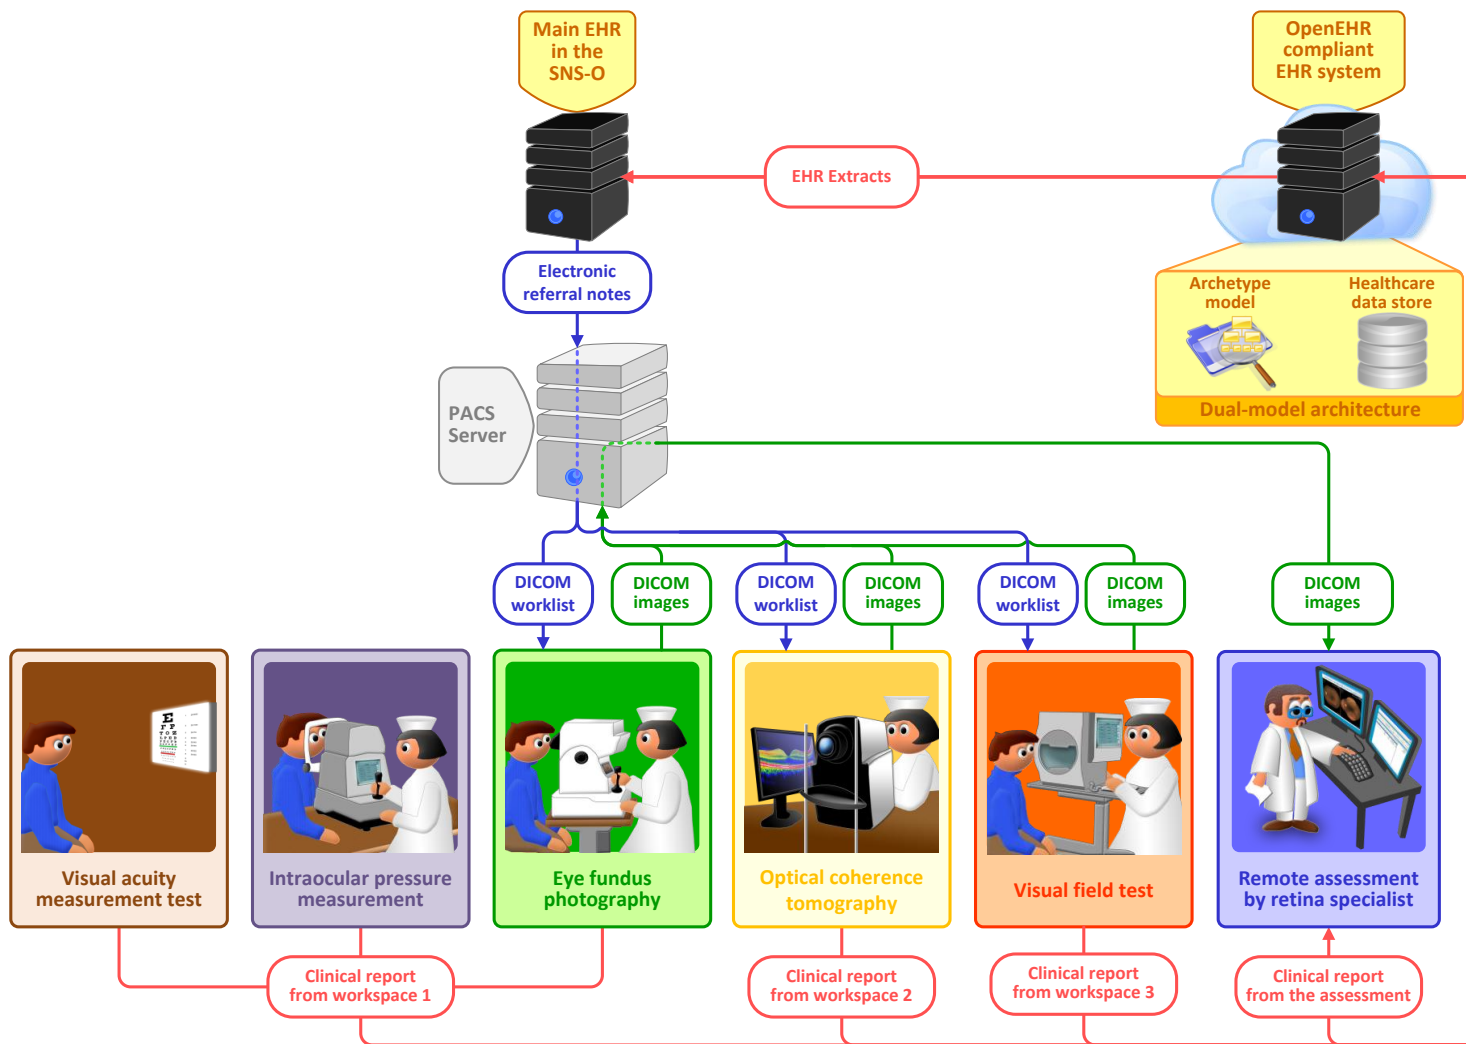 Main EHR
in the
SNS-O
OpenEHR
compliant
EHR system
EHR Extracts
Electronic
referral notes
Archetype
model
Healthcare
data store
Dual-model architecture
PACS
Server
DICOM
worklist
DICOM
images
DICOM
worklist
DICOM
images
DICOM
worklist
DICOM
images
DICOM
images
Visual acuity
measurement test
Intraocular pressure
measurement
Eye fundus
photography
Optical coherence
tomography
Visual field test
Remote assessment
by retina specialist
Clinical report
from workspace 1
Clinical report
from workspace 2
Clinical report
from workspace 3
Clinical report
from the assessment